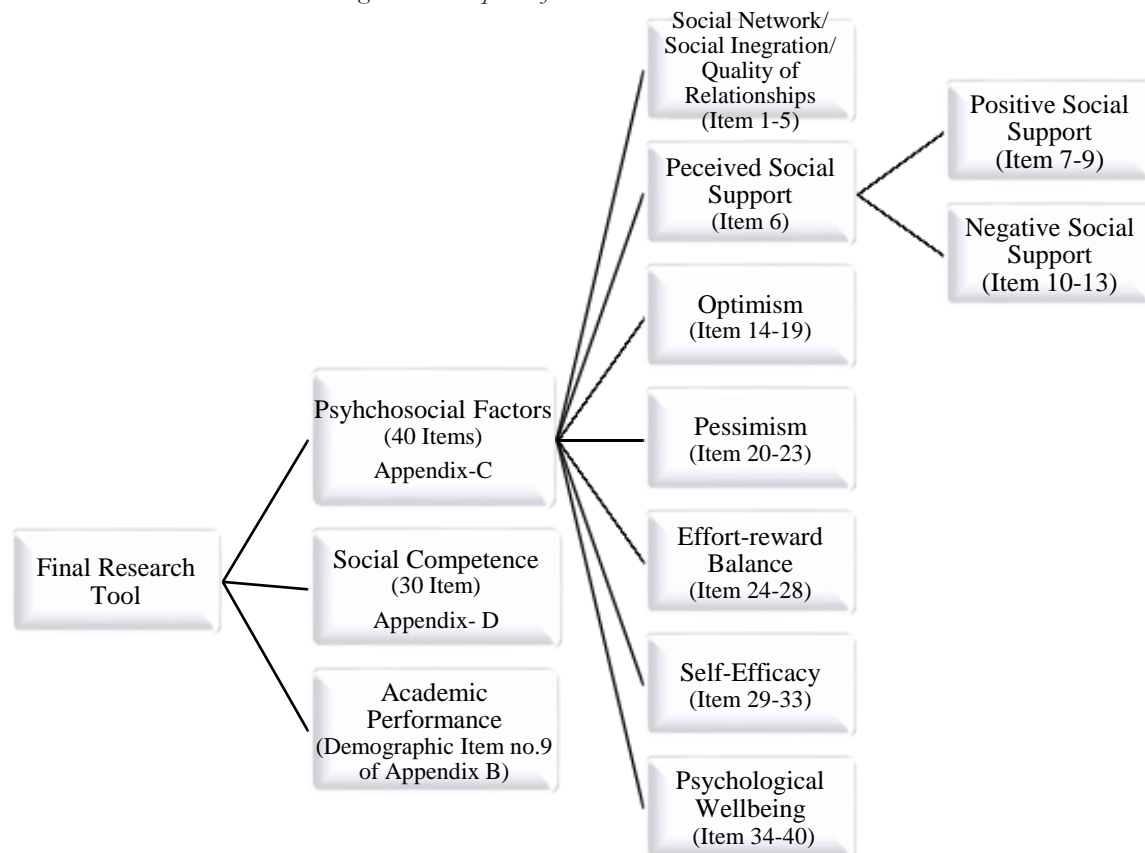 Final Research
Tool
Psyhchosocial Factors
(40 Items)
Appendix-C
Social Competence
(30 Item)
Appendix- D
Academic
Performance
(Demographic Item no.9
of Appendix B)
Social Network/
Social Inegration/
Quality of
Relationships
(Item 1-5)
Peceived Social
Support
(Item 6)
Optimism
(Item 14-19)
Pessimism
(Item 20-23)
Effort-reward
Balance
(Item 24-28)
Self-Efficacy
(Item 29-33)
Psychological
Wellbeing
(Item 34-40)
Positive Social
Support
(Item 7-9)
Negative Social
Support
(Item 10-13)